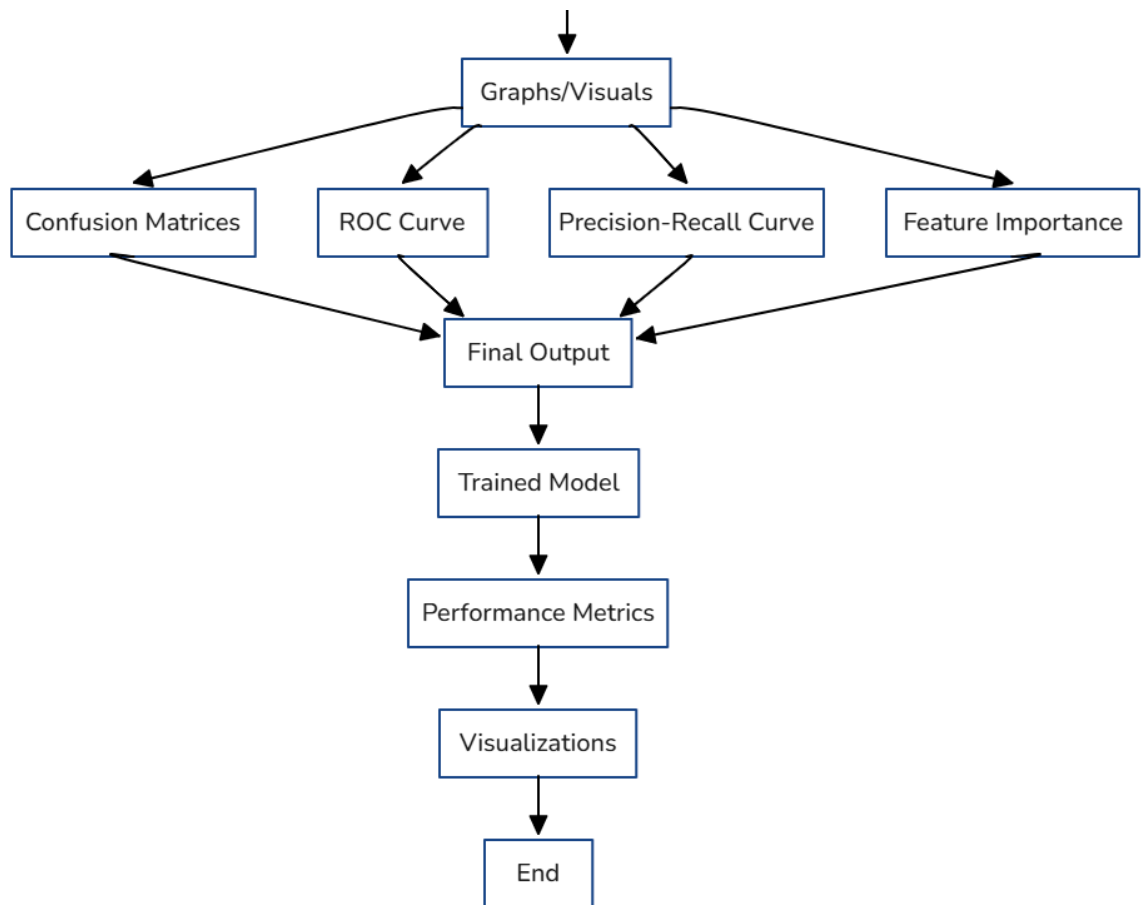 Graphs/Visuals
Confusion Matrices
ROC Curve
Precision-Recall Curve
Feature Importance
Final Output
Trained Model
Performance Metrics
Visualizations
End